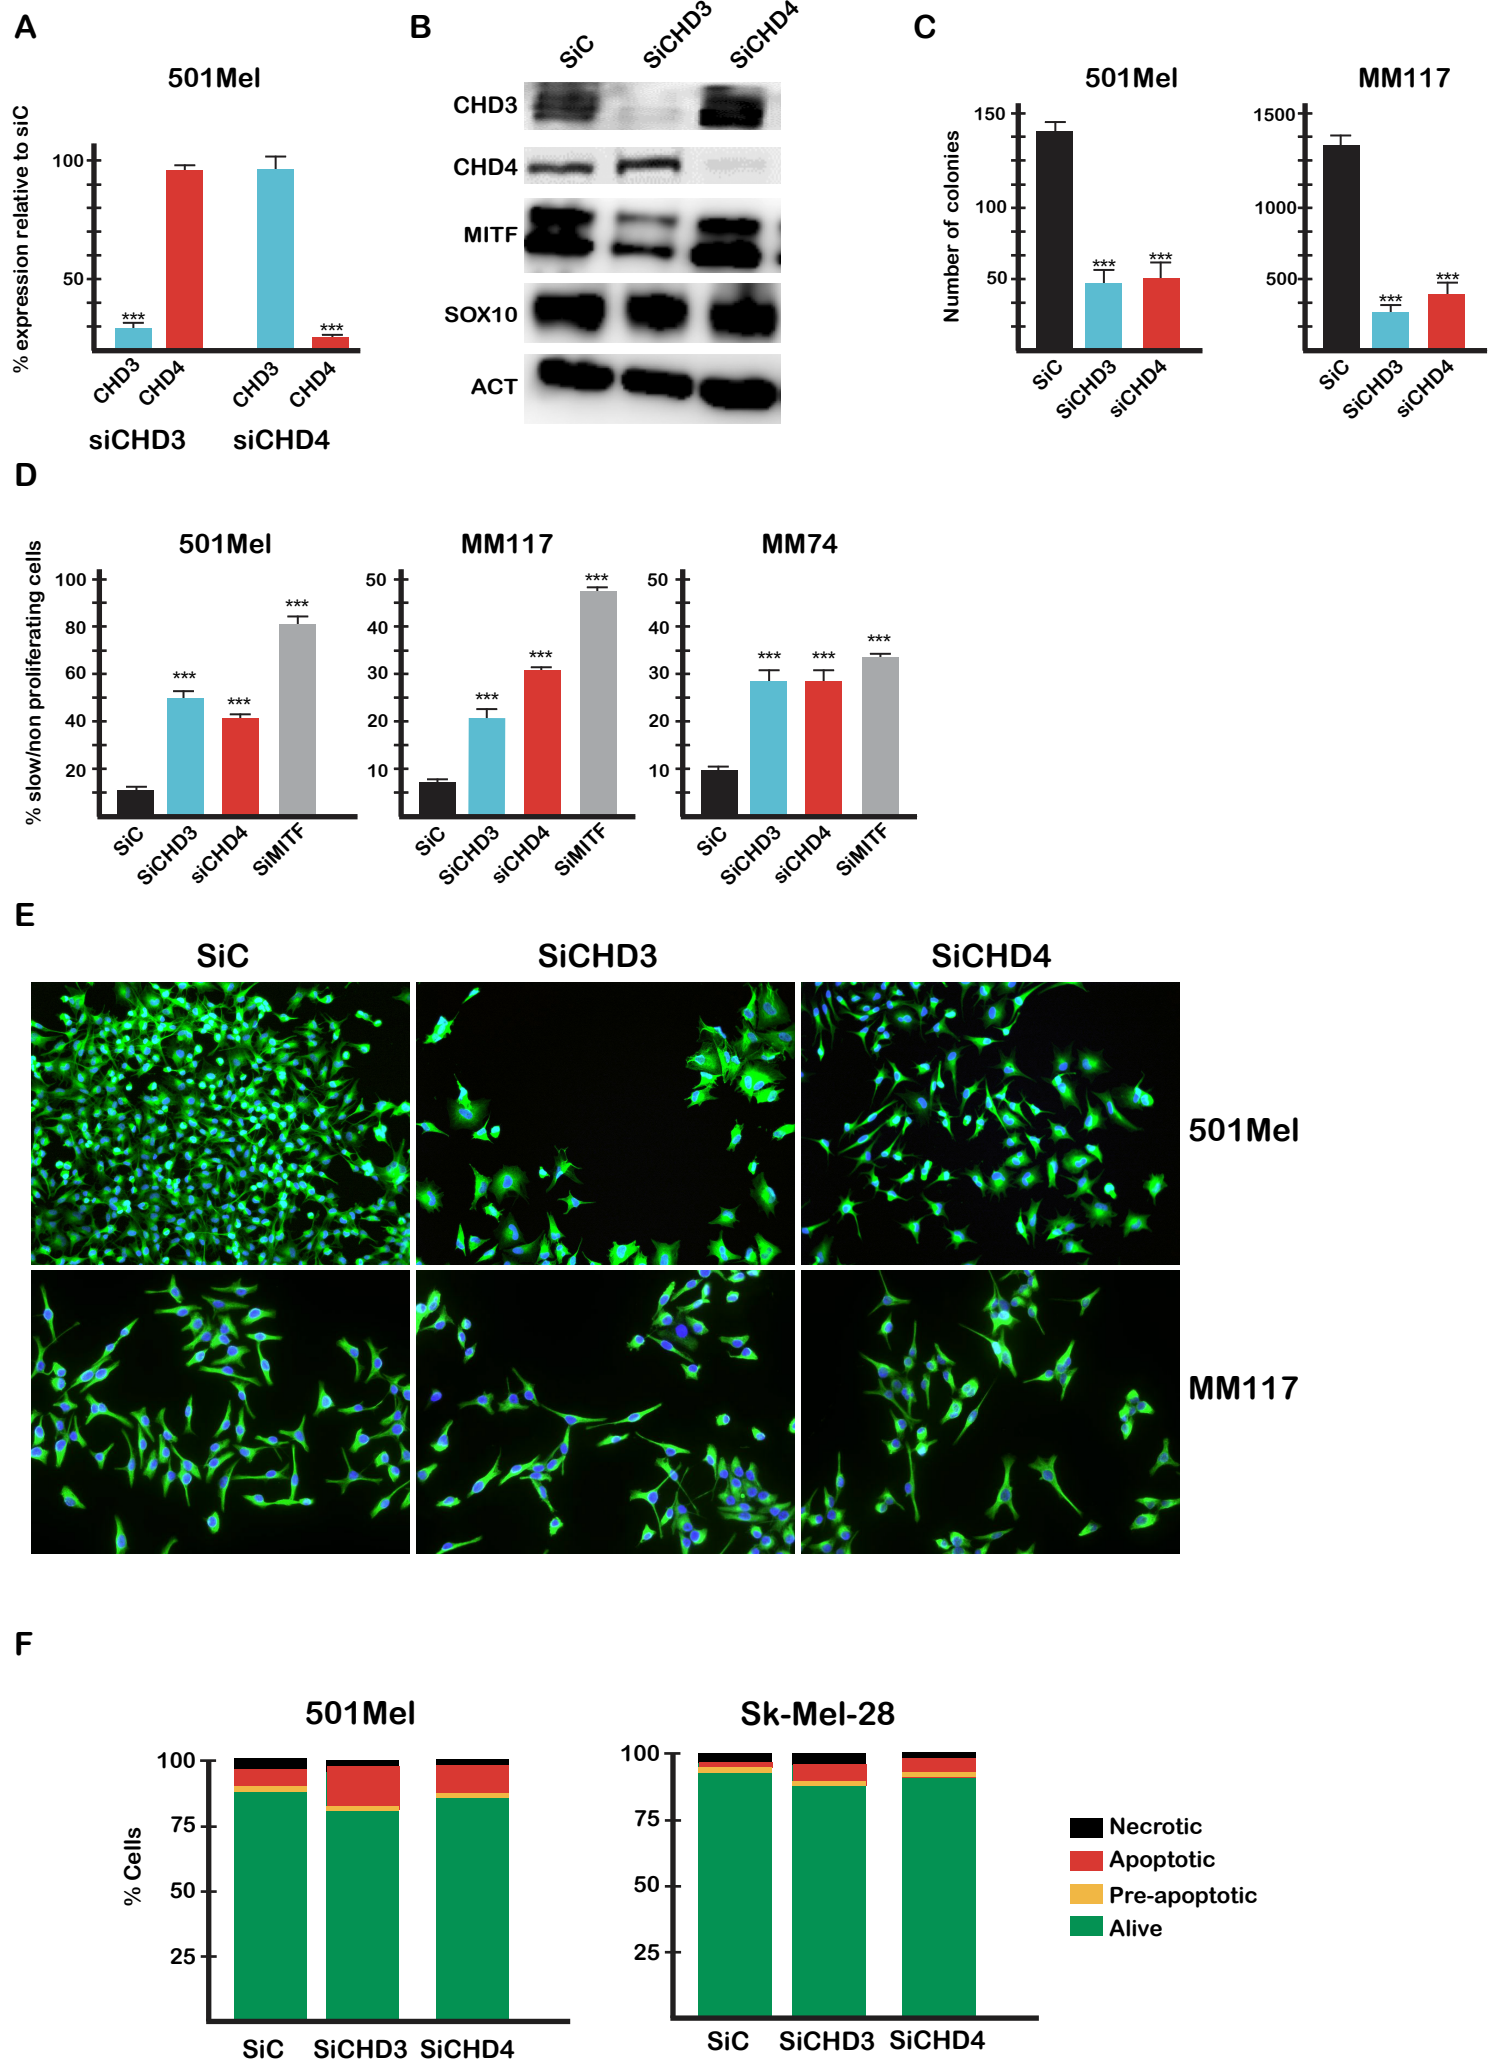 A
501Mel
% expression relative to siC
100
50
***
***
CHD3
CHD4
CHD3
CHD4
siCHD3
siCHD4
B
SiC
SiCHD3
SiCHD4
CHD3
CHD4
MITF
SOX10
ACT
C
501Mel
MM117
Number of colonies
150
100
50
***
***
SiC
SiCHD3
siCHD4
1500
1000
500
***
***
SiC
SiCHD3
siCHD4
D
% slow/non proliferating cells
501Mel
100
80
60
40
20
***
***
***
SiC
SiCHD3
siCHD4
SiMITF
MM117
50
40
30
20
10
***
***
***
SiC
SiCHD3
siCHD4
SiMITF
MM74
50
40
30
20
10
***
***
***
SiC
SiCHD3
siCHD4
SiMITF
E
SiC
SiCHD3
SiCHD4
501Mel
MM117
F
501Mel
% Cells
100
75
50
25
SiC
SiCHD3
SiCHD4
Sk-Mel-28
100
75
50
25
SiC
SiCHD3
SiCHD4
Necrotic
Apoptotic
Pre-apoptotic
Alive